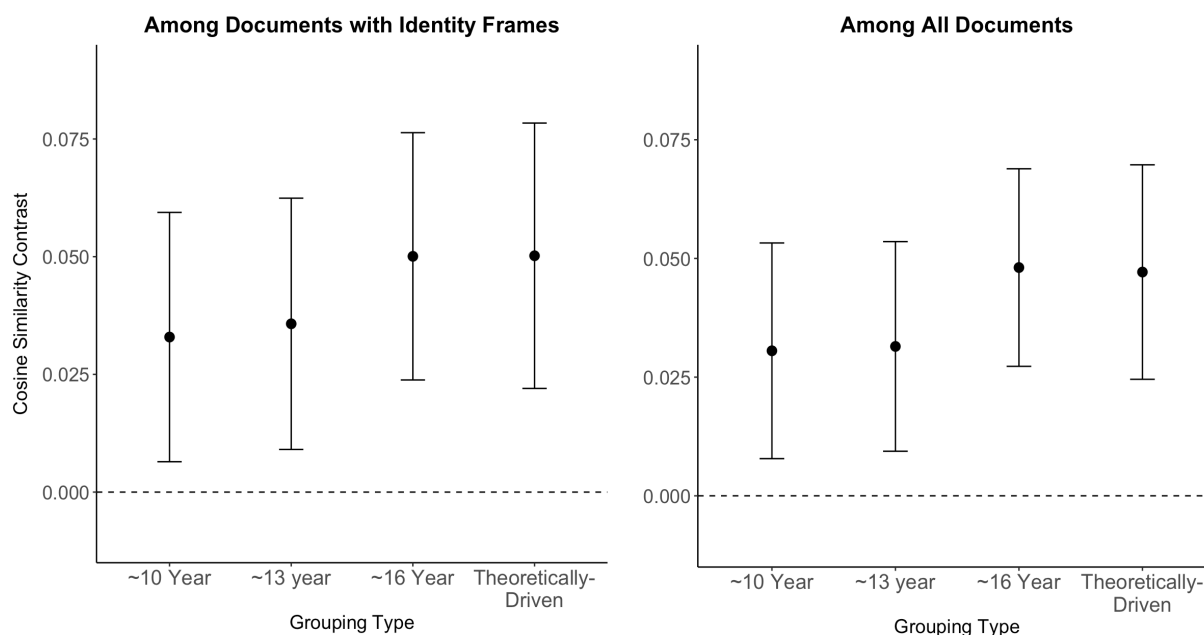 Among Documents with Identity Frames
Cosine Similarity Contrast
0.075
0.050
0.025
0.000
~10 Year
~13 year
~16 Year
Theoretically-
Driven
Grouping Type
Among All Documents
0.075
0.050
0.025
0.000
~10 Year
~13 year
~16 Year
Theoretically-
Driven
Grouping Type